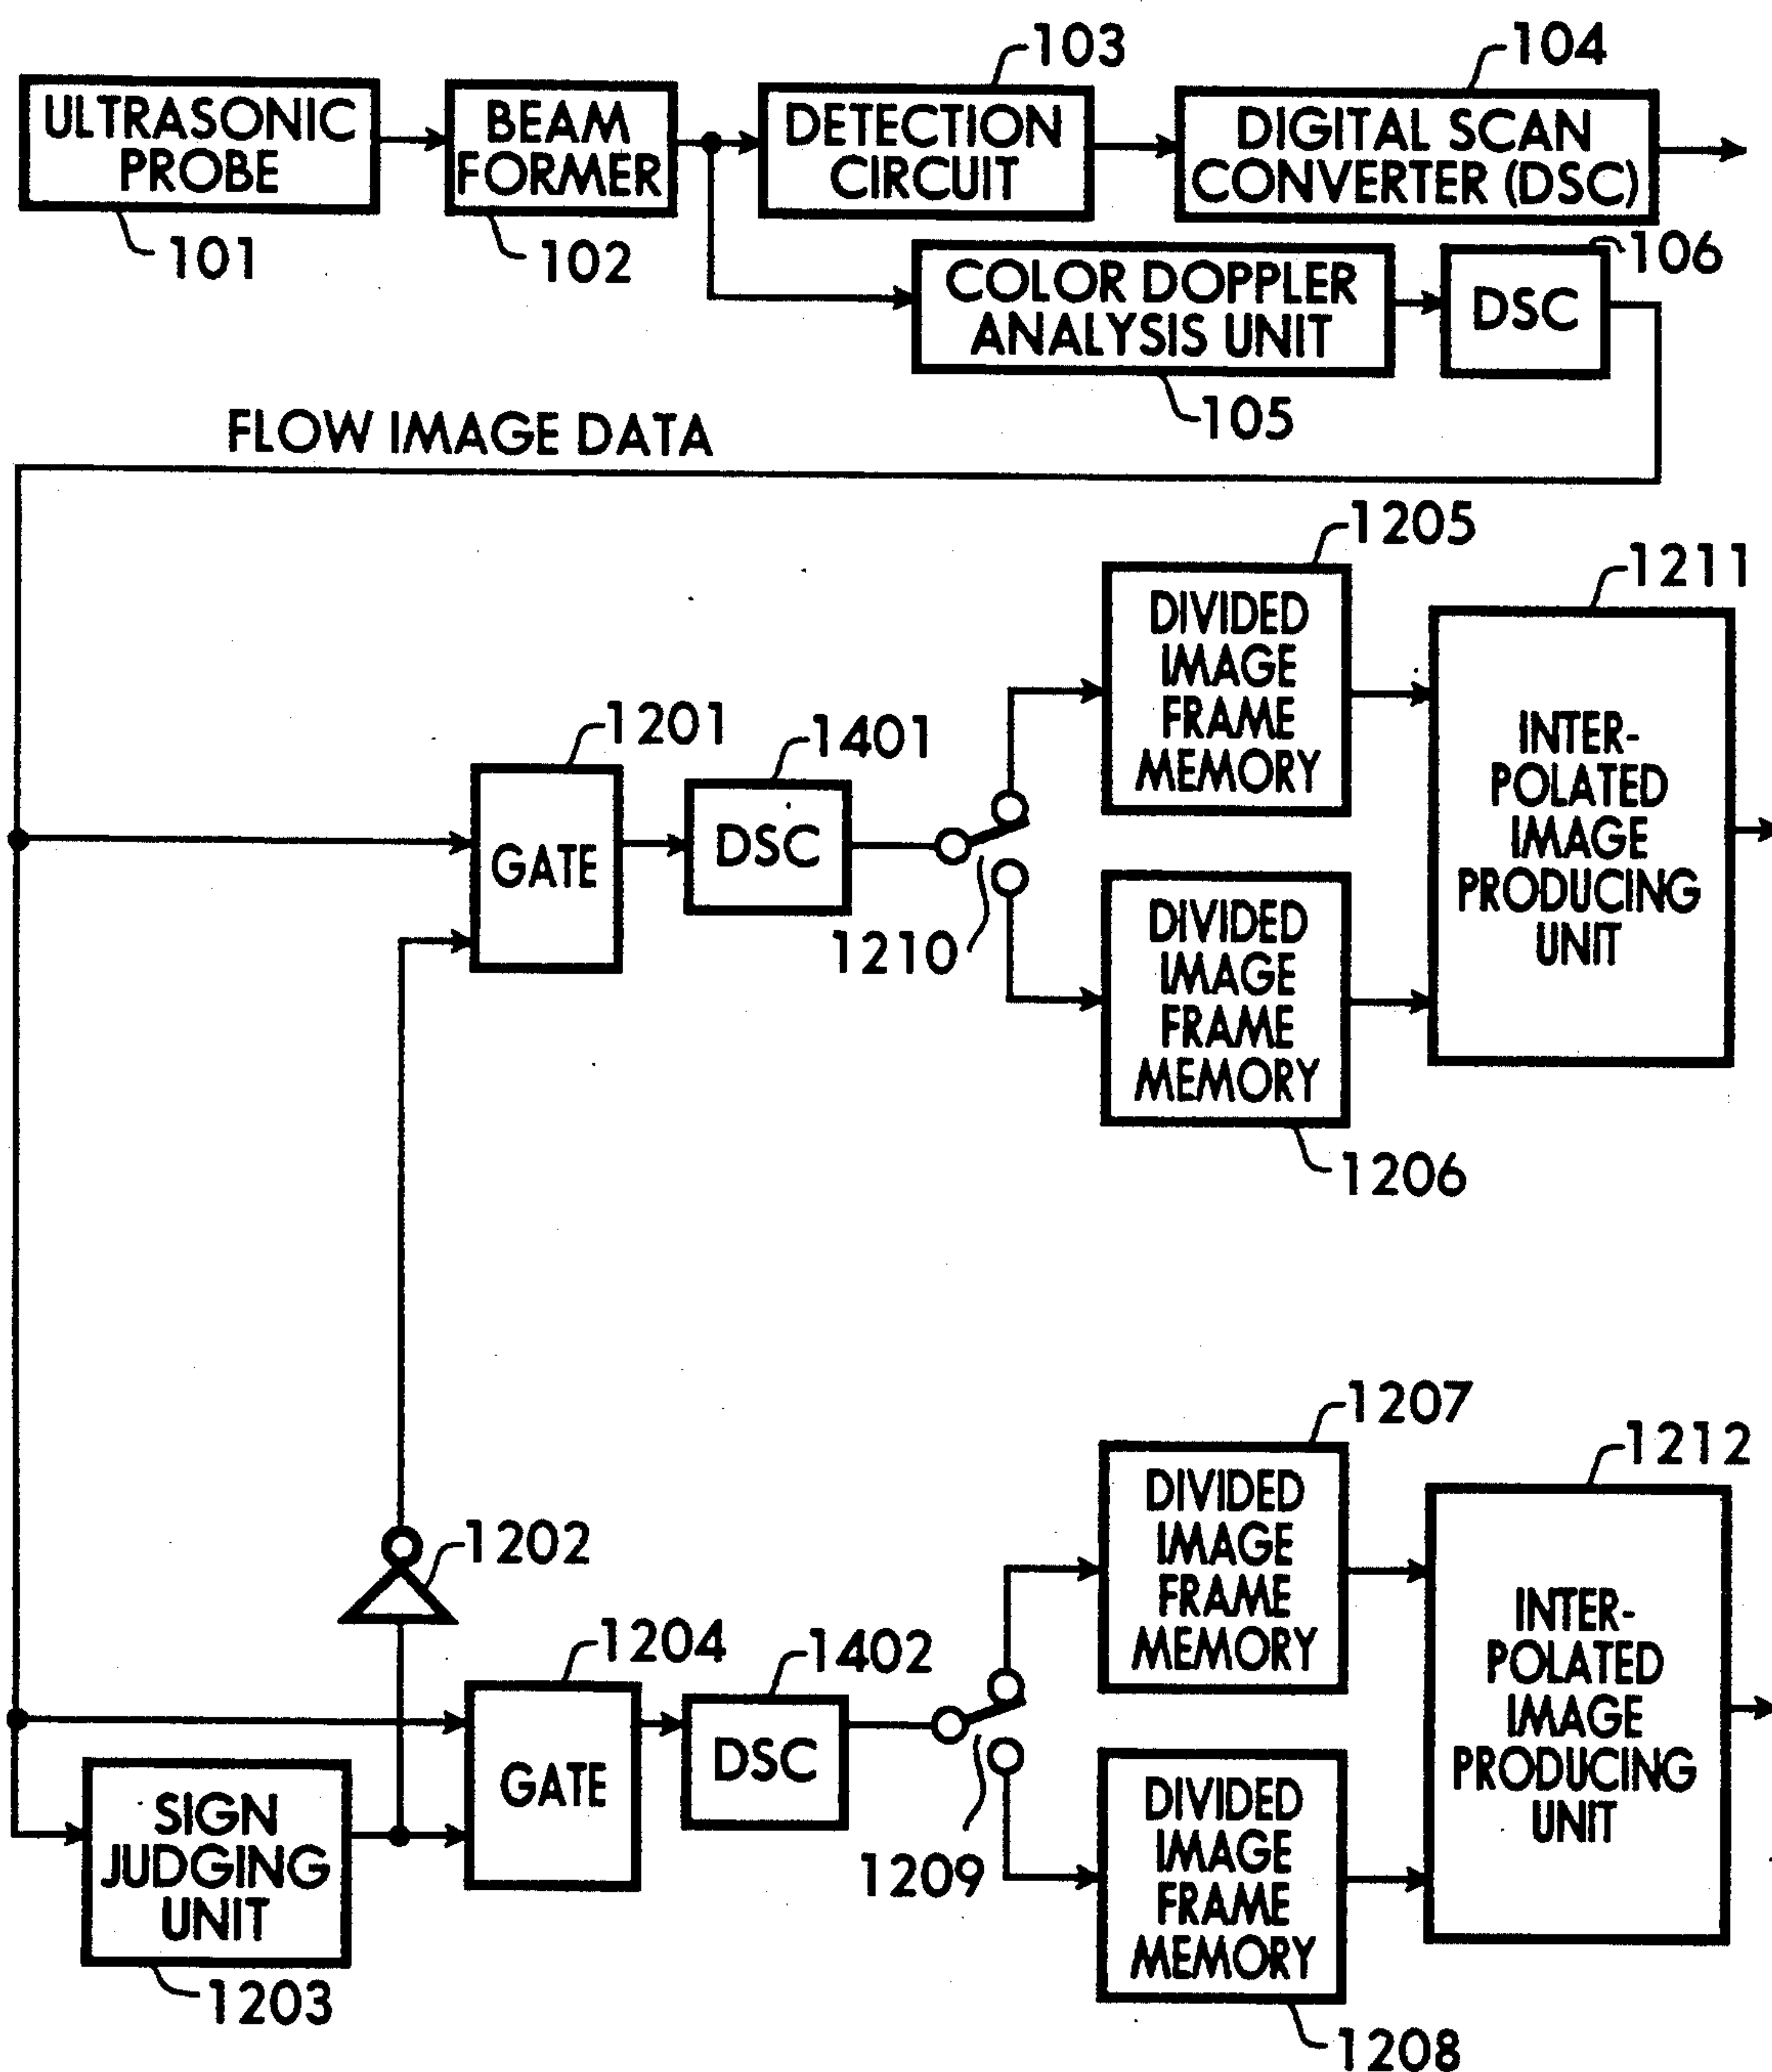 103
104
ULTRASONIC
PROBE
BEAM
FORMER
DETECTION
CIRCUIT
DIGITAL SCAN
CONVERTER (DSC)
101
102
106
COLOR DOPPLER
ANALYSIS UNIT
DSC
105
FLOW IMAGE DATA
1205
1211
DIVIDED
IMAGE
FRAME
MEMORY
1201
1401
GATE
DSC
1210
INTER-
POLATED
IMAGE
PRODUCING
UNIT
DIVIDED
IMAGE
FRAME
MEMORY
1206
1207
1212
DIVIDED
IMAGE
FRAME
MEMORY
1202
1204
1402
GATE
DSC
1209
INTER-
POLATED
IMAGE
PRODUCING
UNIT
SIGN
JUDGING
UNIT
1203
DIVIDED
IMAGE
FRAME
MEMORY
1208